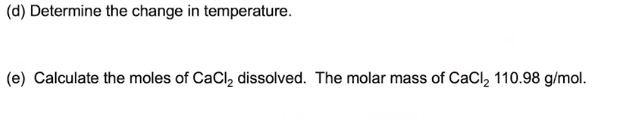 (d) Determine the change in temperature.
(e) Calculate the moles of CaCl₂ dissolved. The molar mass of CaCl₂ 110.98 g/mol.